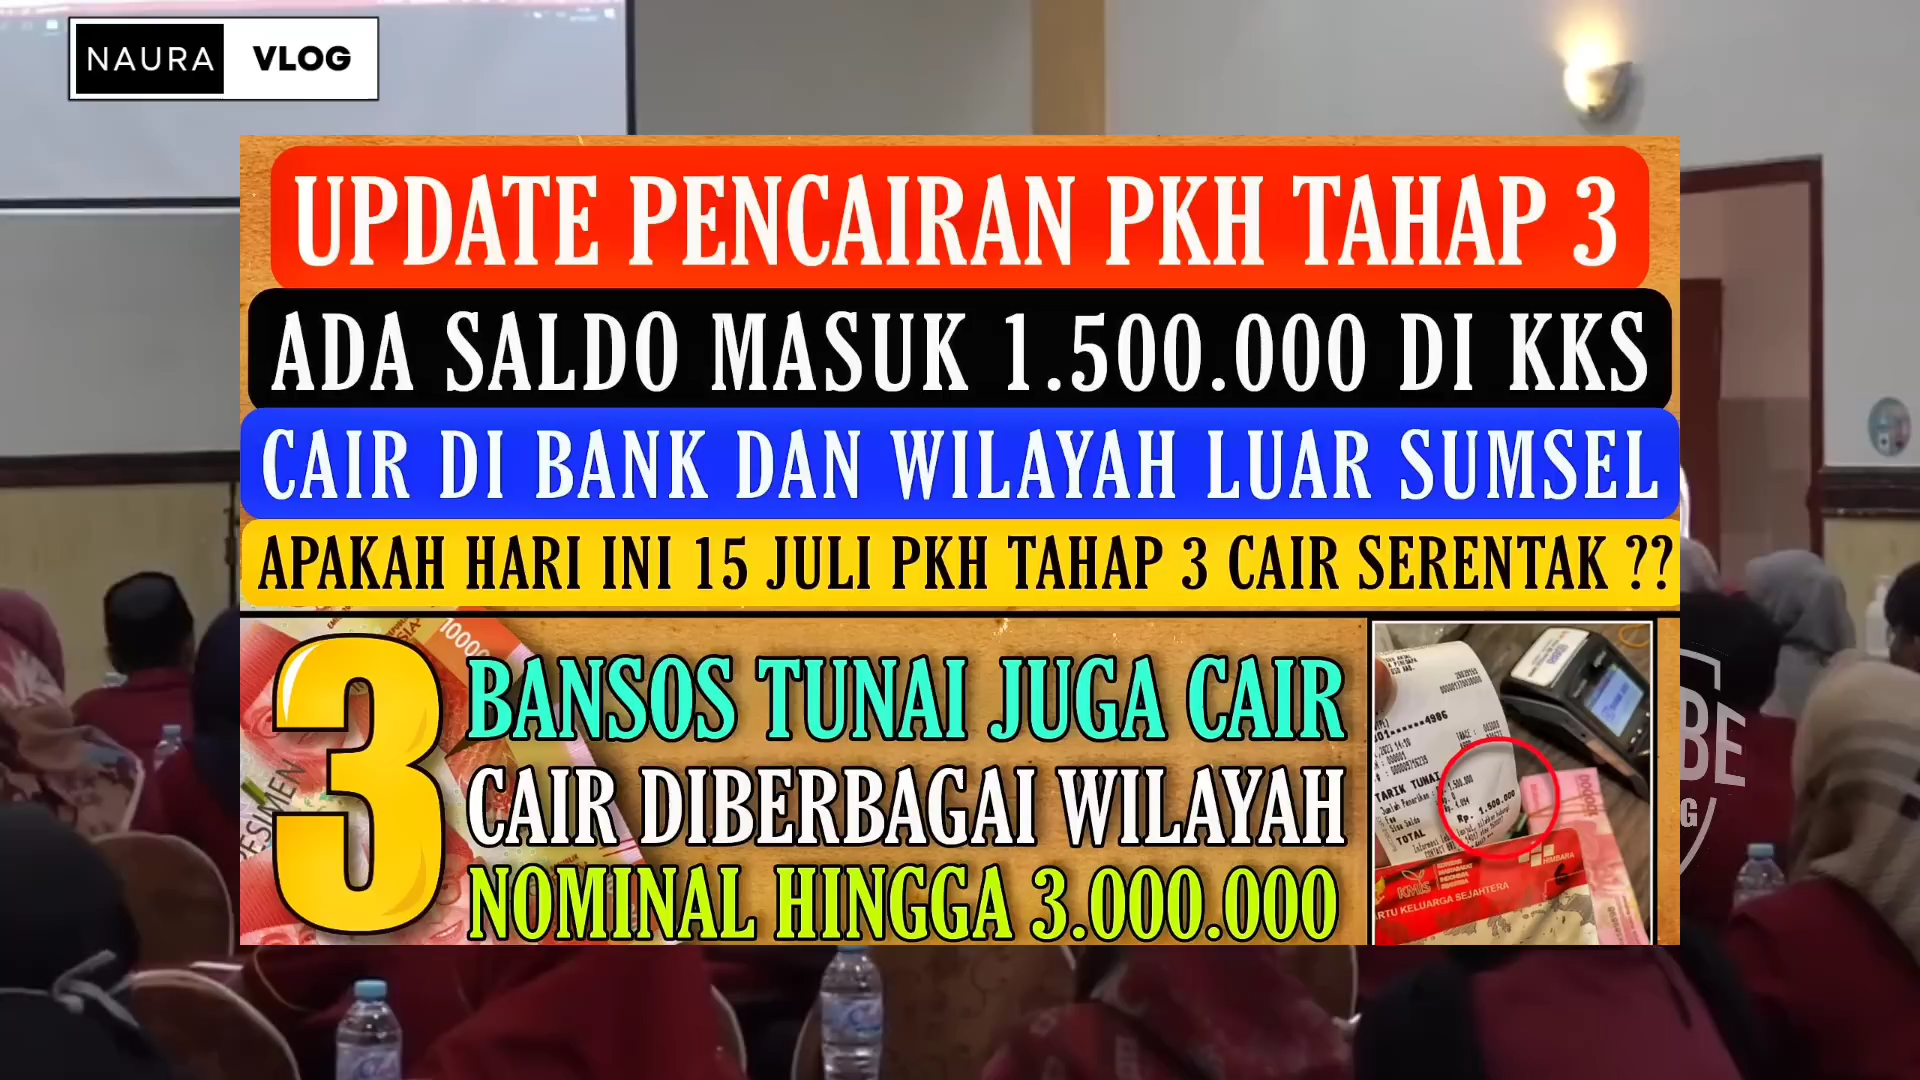 NAURA VLOG
UPDATE PENCAIRAN PKH TAHAP 3
ADA SALDO MASUK 1.500.000 DI KKS
CAIR DI BANK DAN WILAYAH LUAR SUMSEL
APAKAH HARI INI 15 JULI PKH TAHAP 3 CAIR SERENTAK ??
3
BANSOS TUNAI JUGA CAIR
CAIR DIBERBAGAI WILAYAH
NOMINAL HINGGA 3.000.000
TARIK TUNAI
Rp. 1.500.000
TOTAL
HIMBARA
KARTU KELUARGA SEJAHTERA